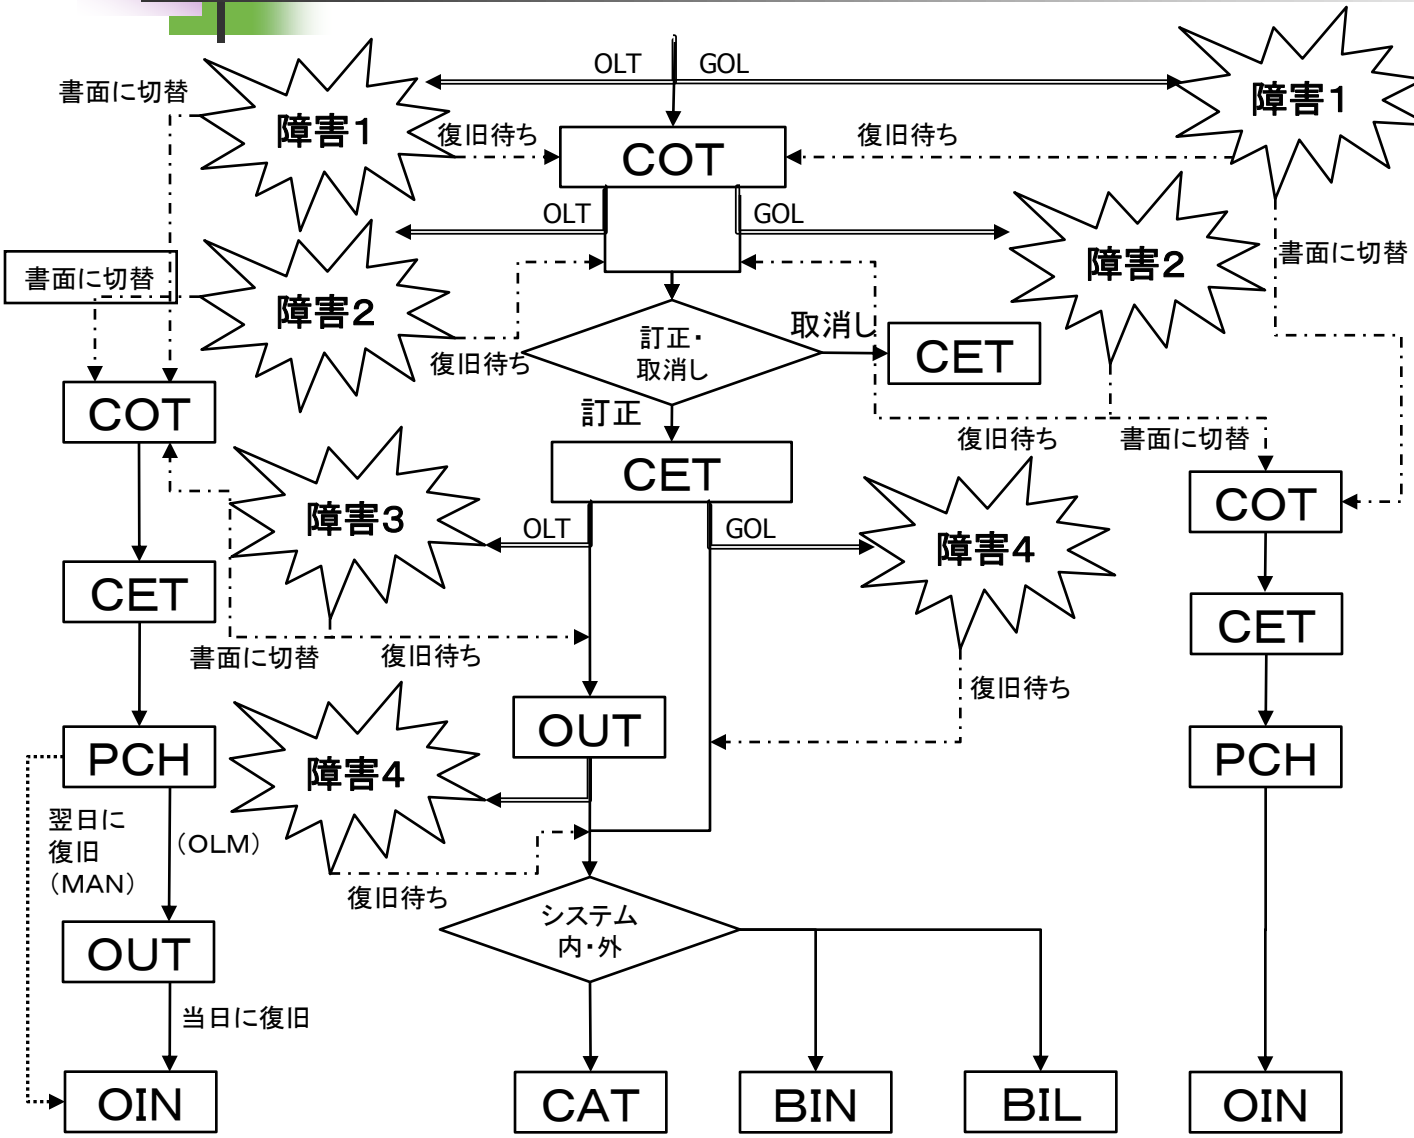 OLT
GOL
書面に切替
障害1
障害1
復旧待ち
復旧待ち
COT
OLT
GOL
書面に切替
障害2
書面に切替
障害2
復旧待ち
訂正・
取消し
取消し
CET
訂正
COT
復旧待ち
書面に切替
CET
COT
障害3
OLT
GOL
障害4
CET
CET
書面に切替
復旧待ち
復旧待ち
PCH
障害4
OUT
PCH
翌日に
復旧
(MAN)
(OLM)
復旧待ち
システム
内・外
OUT
当日に復旧
OIN
CAT
BIN
BIL
OIN